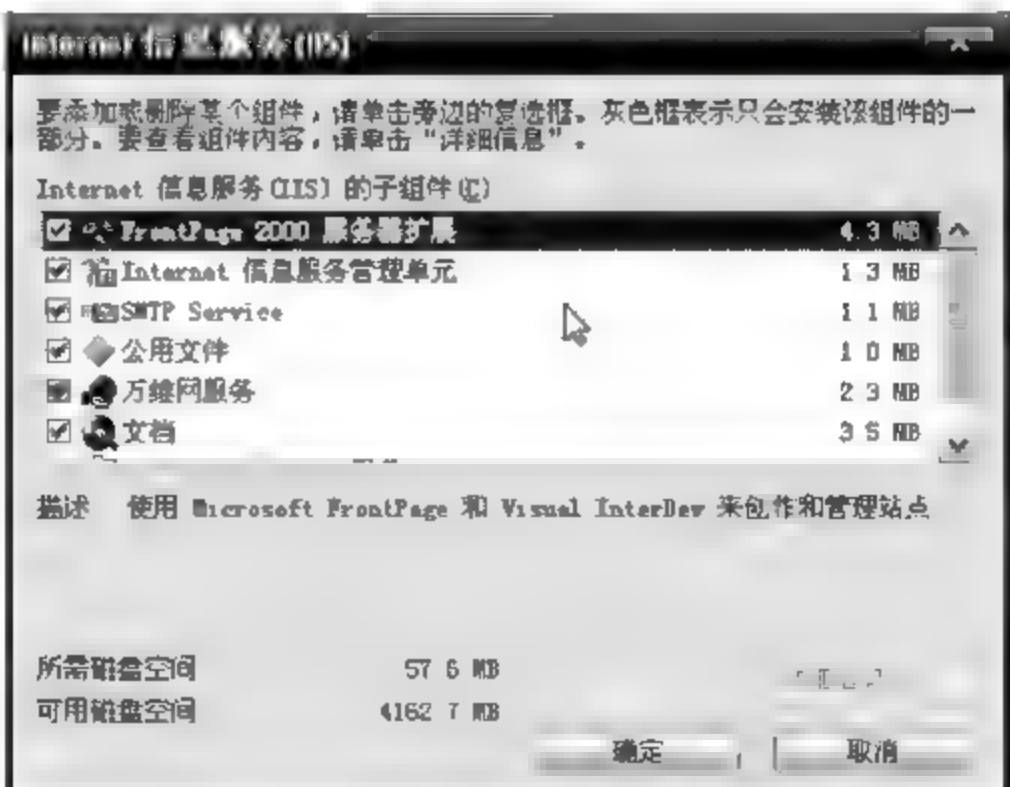 Internet 信息服务(IIS)
要添加或删除某个组件，请单击旁边的复选框。灰色框表示只会安装该组件的一
部分。要查看组件内容，请单击“详细信息”。
Internet 信息服务(IIS) 的子组件(C)
FrontPage 2000 服务器扩展 4.3 MB
Internet 信息服务管理单元 1 3 MB
SMTP Service 1 1 MB
公用文件 1 0 MB
万维网服务 2 3 MB
文档 3 5 MB
描述 使用 Microsoft FrontPage 和 Visual InterDev 来创作和管理站点
所需磁盘空间 57 6 MB
可用磁盘空间 4162 7 MB
确定 取消